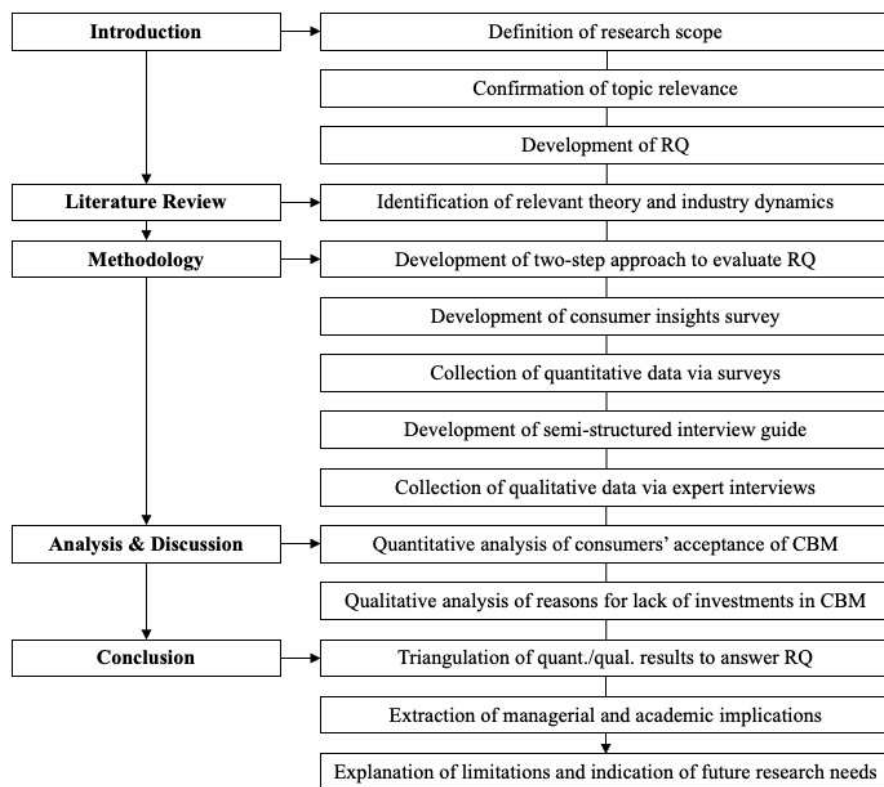 Introduction
Definition of research scope
Confirmation of topic relevance
Development of RQ
Literature Review
Identification of relevant theory and industry dynamics
Methodology
Development of two-step approach to evaluate RQ
Development of consumer insights survey
Collection of quantitative data via surveys
Development of semi-structured interview guide
Collection of qualitative data via expert interviews
Analysis & Discussion
Quantitative analysis of consumers’ acceptance of CBM
Qualitative analysis of reasons for lack of investments in CBM
Conclusion
Triangulation of quant./qual. results to answer RQ
Extraction of managerial and academic implications
Explanation of limitations and indication of future research needs